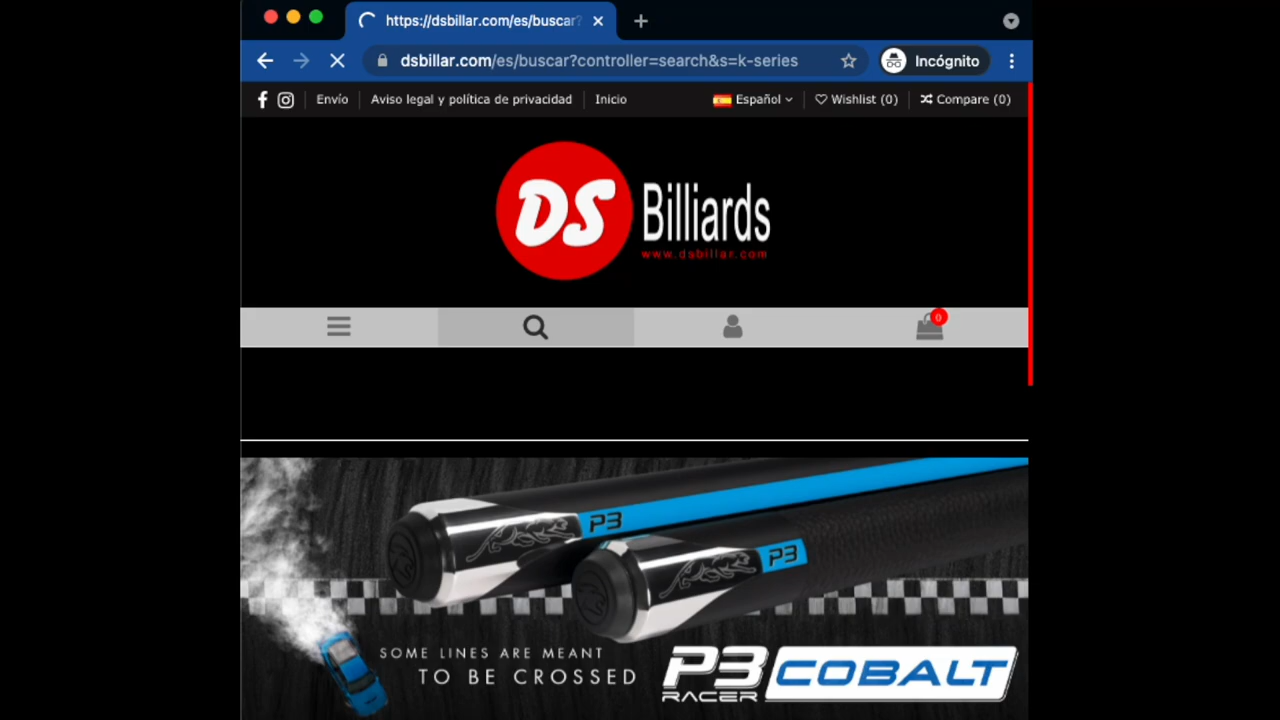 https://dsbillar.com/es/buscar?
dsbillar.com/es/buscar?controller=search&s=k-series
Incógnito
Envío
Aviso legal y política de privacidad
Inicio
Español
Wishlist (0)
Compare (0)
DS Billiards
www.dsbillar.com
0
P3
P3
SOME LINES ARE MEANT
TO BE CROSSED
P3
RACER
COBALT